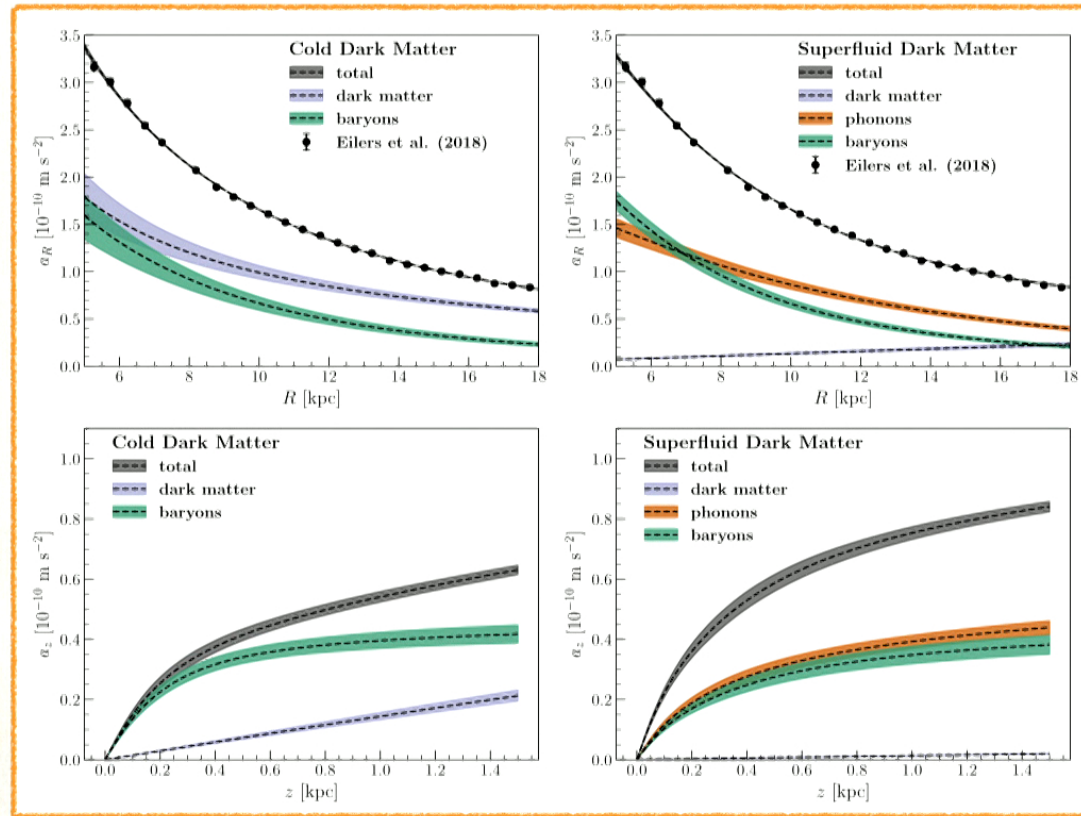 Cold Dark Matter
total
dark matter
baryons
Eilers et al. (2018)
3.5
3.0
2.5
2.0
1.5
1.0
0.5
0.0
a_R [10^{-10} m s^{-2}]
6 8 10 12 14 16 18
R [kpc]
Superfluid Dark Matter
total
dark matter
phonons
baryons
Eilers et al. (2018)
3.5
3.0
2.5
2.0
1.5
1.0
0.5
0.0
a_R [10^{-10} m s^{-2}]
6 8 10 12 14 16 18
R [kpc]
Cold Dark Matter
total
dark matter
baryons
1.0
0.8
0.6
0.4
0.2
0.0
a_z [10^{-10} m s^{-2}]
0.0 0.2 0.4 0.6 0.8 1.0 1.2 1.4
z [kpc]
Superfluid Dark Matter
total
dark matter
phonons
baryons
1.0
0.8
0.6
0.4
0.2
0.0
a_z [10^{-10} m s^{-2}]
0.0 0.2 0.4 0.6 0.8 1.0 1.2 1.4
z [kpc]